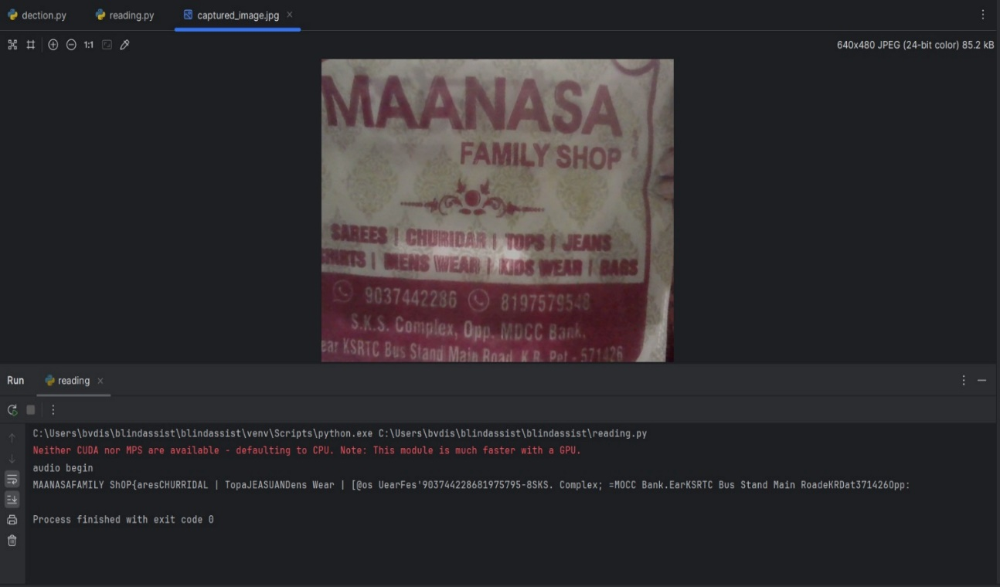 dection.py reading.py captured_image.jpg ×
1:1 640x480 JPEG (24-bit color) 85.2 kB
MAANASA
FAMILY SHOP
SAREES | CHURIDAR | TOPS | JEANS
SHIRTS | MENS WEAR | KIDS WEAR | BAGS
9037442286 8197579548
S.K.S. Complex, Opp. MDCC Bank,
ear KSRTC Bus Stand Main Road, K.R. Pet - 571426
Run reading ×
C:\Users\bvdis\blindassist\blindassist\venv\Scripts\python.exe C:\Users\bvdis\blindassist\blindassist\reading.py
Neither CUDA nor MPS are available - defaulting to CPU. Note: This module is much faster with a GPU.
audio begin
MAANASAFAMILY ShOP{aresCHURRIDAL | TopaJEASUANDens Wear | [@os UearFes'903744228681975795-8SKS. Complex; =MOCC Bank.EarKSRTC Bus Stand Main RoadeKRDat371426Opp:
Process finished with exit code 0